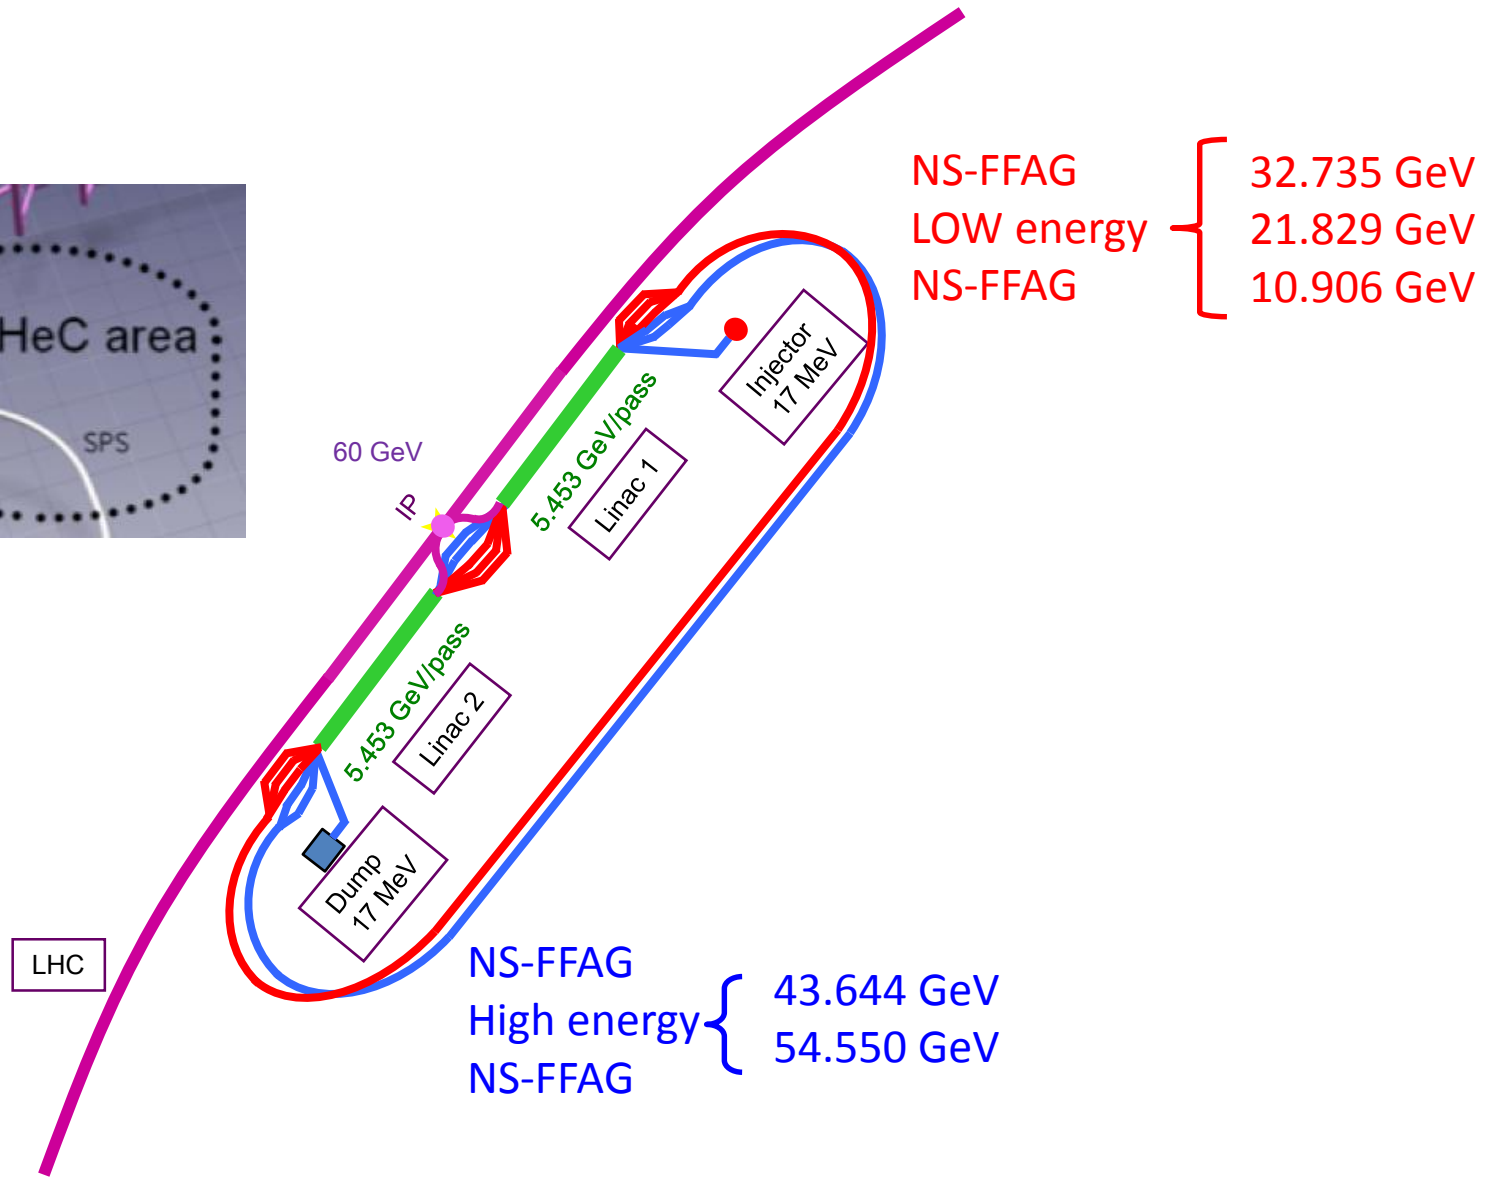 NS-FFAG
LOW energy
NS-FFAG
32.735 GeV
21.829 GeV
10.906 GeV
HeC area
SPS
Injector
17 MeV
60 GeV
IP
5.453 GeV/pass
Linac 1
5.453 GeV/pass
Linac 2
Dump
17 MeV
LHC
NS-FFAG
High energy
NS-FFAG
43.644 GeV
54.550 GeV